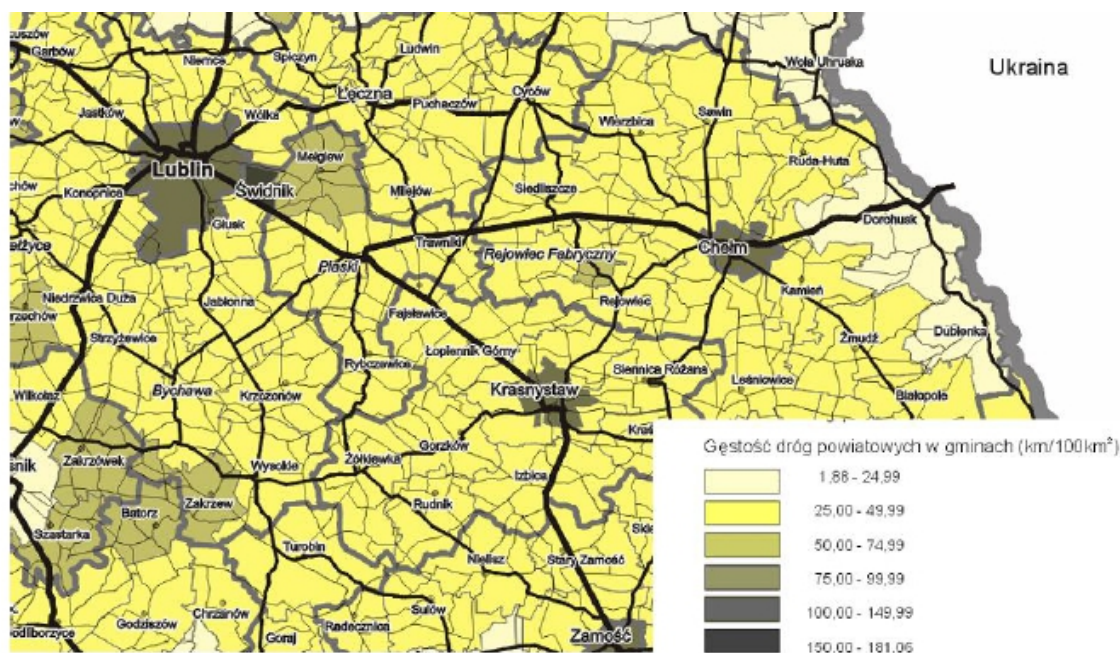 Garbów
Niemce
Spiczyn
Ludwin
Wola Uhruska
Ukraina
Łęczna
Puchaczów
Cyców
Jastków
Wólka
Wierzbica
Sawin
Melgiew
Ruda-Huta
Lublin
Świdnik
Konopnica
Milejów
Siedliszcze
Głusk
Dorohusk
Trawniki
Rejowiec Fabryczny
Chełm
Piaski
Niedrzwica Duża
Jabłonna
Fajsławice
Rejowiec
Kamień
Strzyżewice
Żmudź
Dubienka
Łopiennik Górny
Rybczewice
Siennica Różana
Leśniowice
Bychawa
Krzczonów
Krasnystaw
Białopole
Wilkołaz
Gorzków
Gęstość dróg powiatowych w gminach (km/100km²)
Zakrzówek
Wysokie
Żółkiewka
Izbica
1,88 - 24,99
Zakrzew
Rudnik
25,00 - 49,99
Batorz
Szastarka
50,00 - 74,99
Turobin
Nielisz
Stary Zamość
75,00 - 99,99
Chrzanów
Sułów
100,00 - 149,99
Godziszów
Goraj
Radecznica
Zamość
150,00 - 181,06